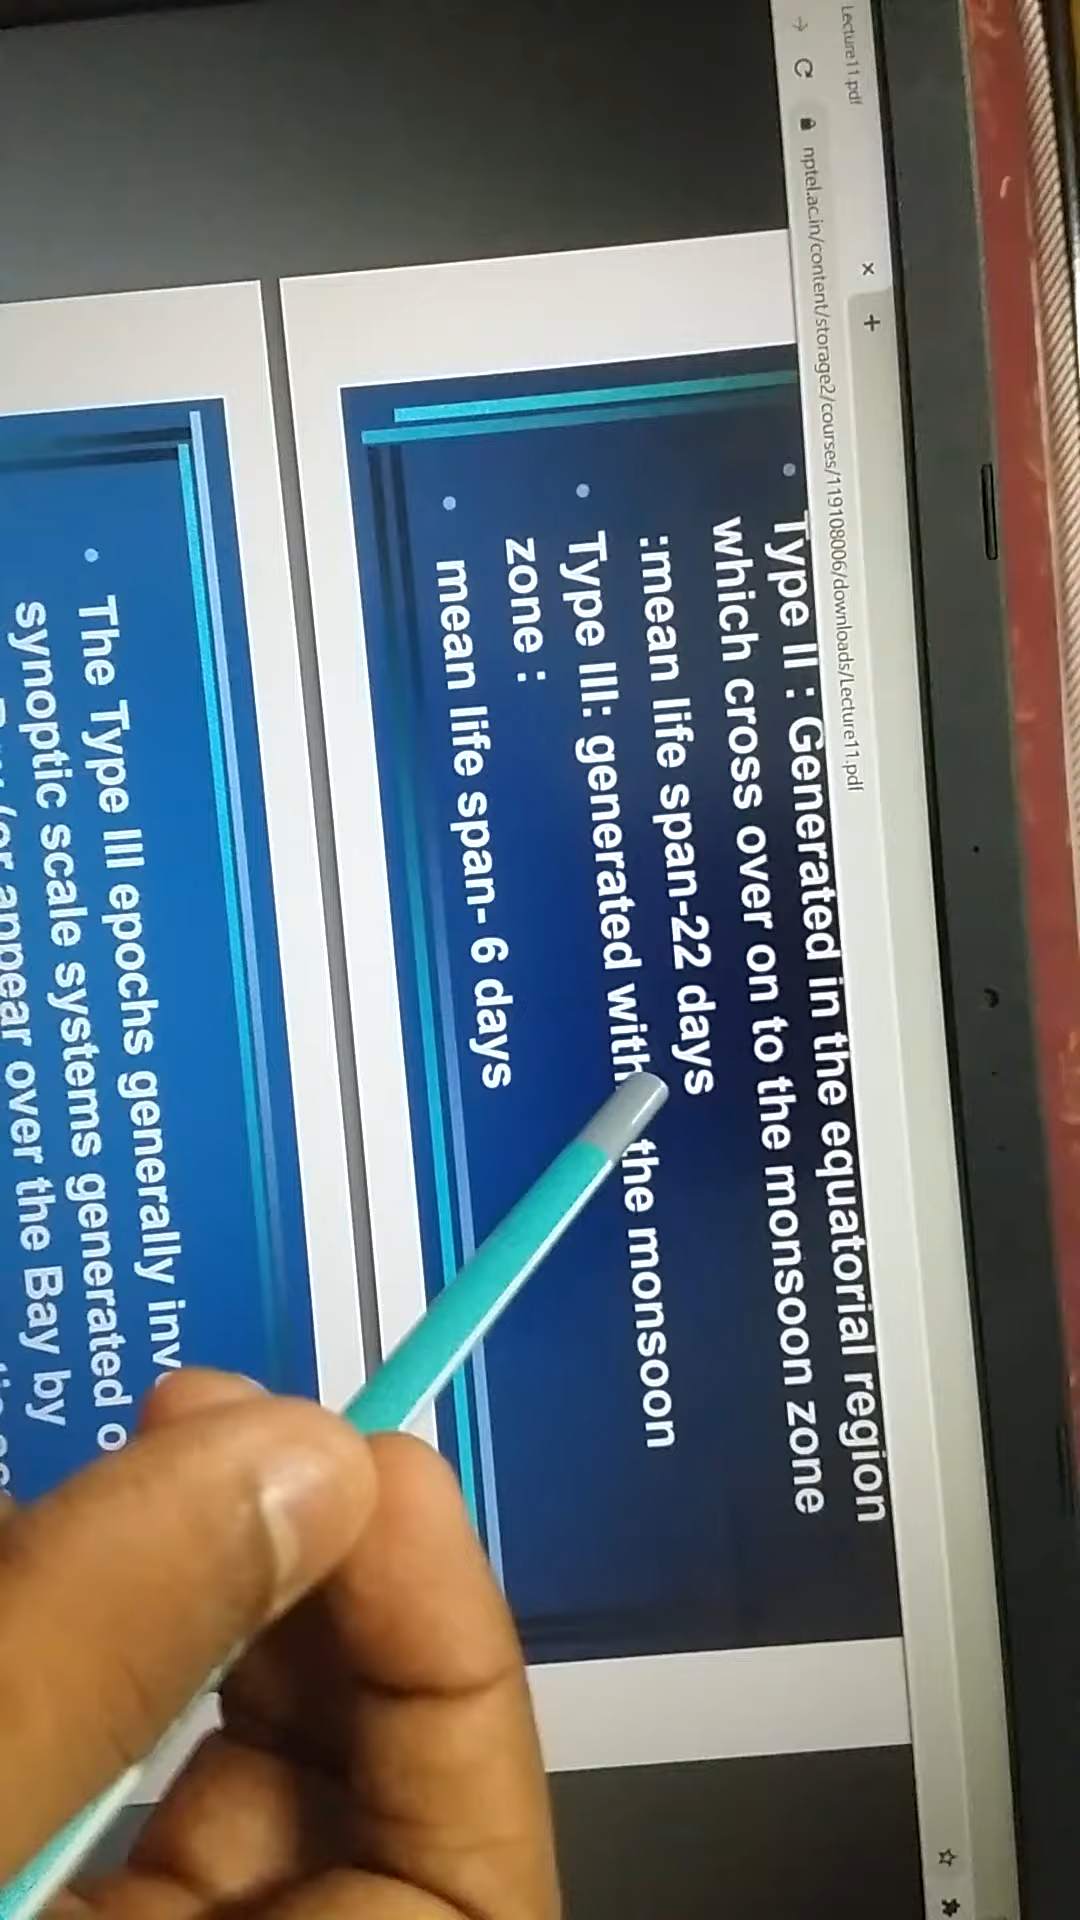 Lecture11.pdf
nptel.ac.in/content/storage2/courses/119108006/downloads/Lecture11.pdf
• Type II : Generated in the equatorial region
which cross over on to the monsoon zone
:mean life span-22 days
• Type III: generated with the monsoon
zone :
• mean life span- 6 days
• The Type III epochs generally
synoptic scale systems generated
appear over the Bay by